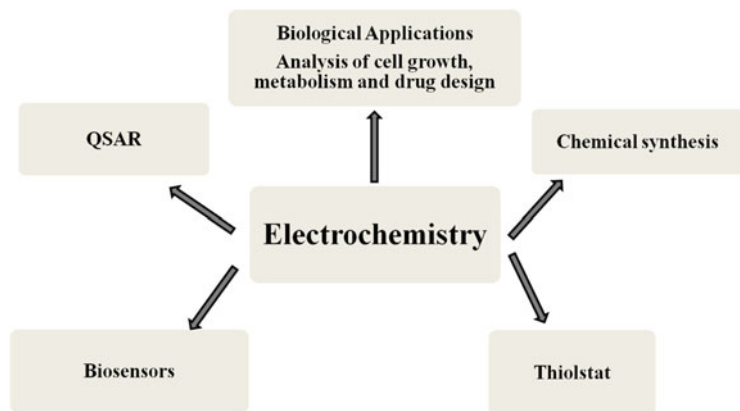 Biological Applications
Analysis of cell growth,
metabolism and drug design
QSAR
Chemical synthesis
Electrochemistry
Biosensors
Thiolstat